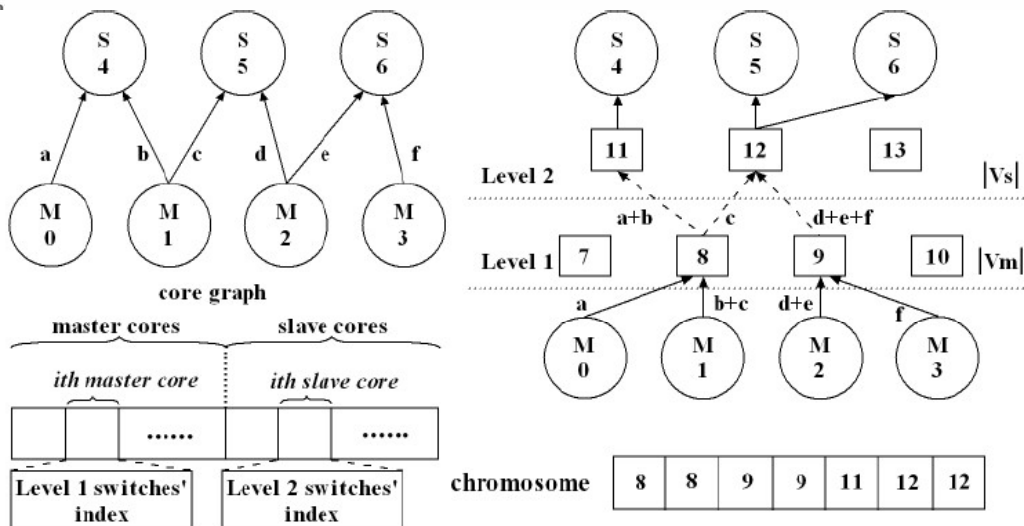 S
4
S
5
S
6
a
b
c
d
e
f
M
0
M
1
M
2
M
3
core graph
master cores
slave cores
ith master core
ith slave core
......
......
Level 1 switches'
index
Level 2 switches'
index
S
4
S
5
S
6
11
12
13
Level 2
|Vs|
a+b
c
d+e+f
Level 1
7
8
9
10
|Vm|
a
b+c
d+e
f
M
0
M
1
M
2
M
3
chromosome
8 8 9 9 11 12 12